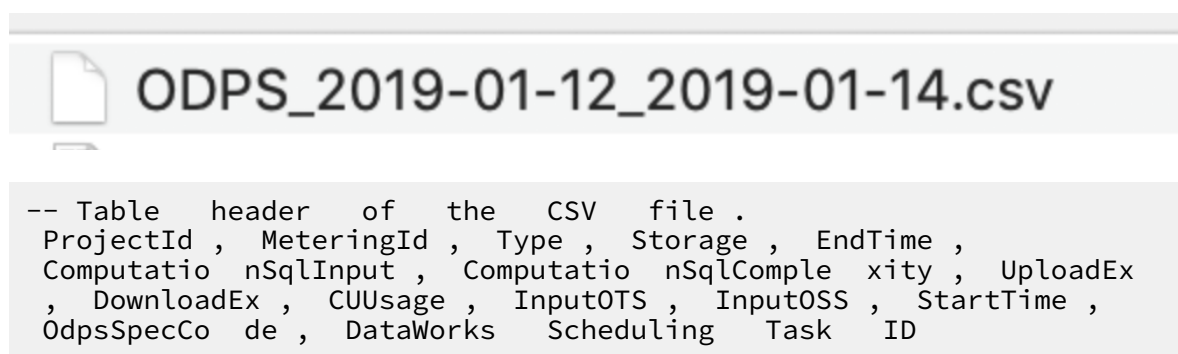 ODPS_2019-01-12_2019-01-14.csv
-- Table header of the CSV file .
ProjectId , MeteringId , Type , Storage , EndTime ,
Computatio nSqlInput , Computatio nSqlComple xity , UploadEx
, DownloadEx , CUUsage , InputOTS , InputOSS , StartTime ,
OdpsSpecCo de , DataWorks Scheduling Task ID